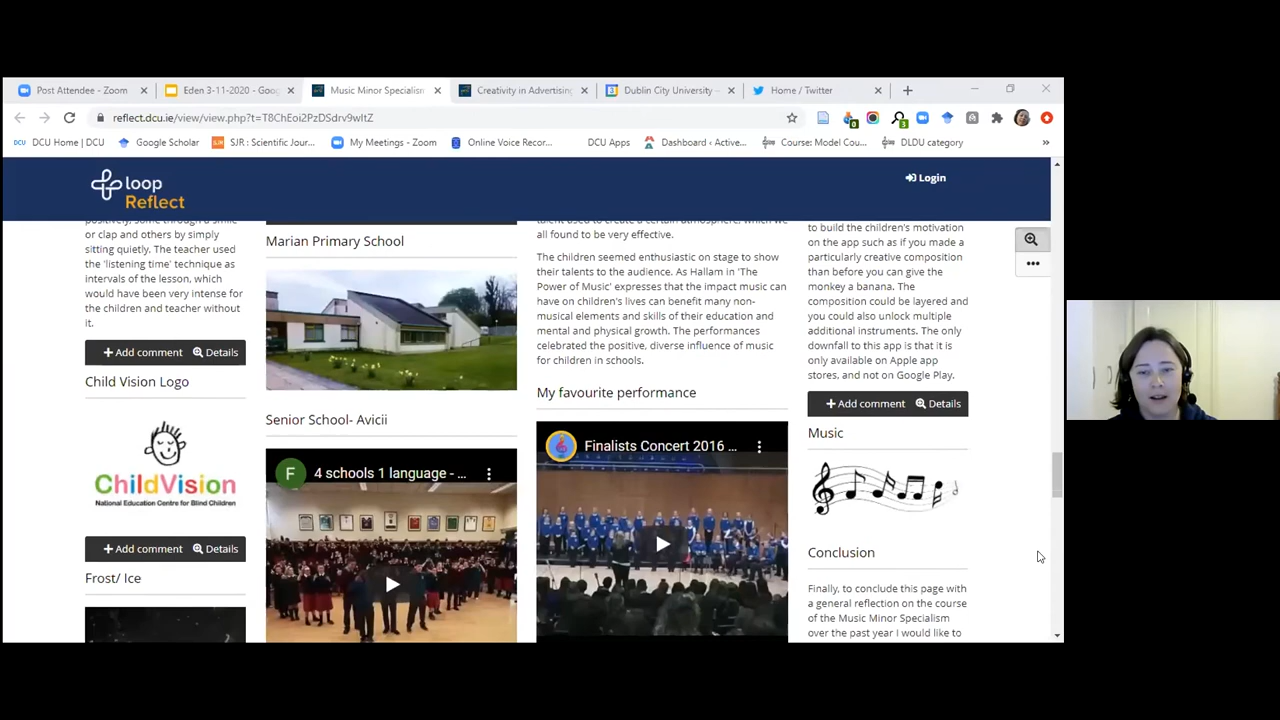 Post Attendee - Zoom
Eden 3-11-2020 - Goog
Music Minor Specialism
Creativity in Advertising
Dublin City University –
Home / Twitter
reflect.dcu.ie/view/view.php?t=T8ChEoi2PzDSdrv9wItZ
DCU Home | DCU
Google Scholar
SJR : Scientific Jour...
My Meetings - Zoom
Online Voice Recor...
DCU Apps
Dashboard ‹ Active...
Course: Model Cou...
DLDU category
loop
Reflect
Login
positively, some through a smile
or clap and others by simply
sitting quietly. The teacher used
the 'listening time' technique as
intervals of the lesson, which
would have been very intense for
the children and teacher without
it.
Add comment Details
Child Vision Logo
ChildVision
National Education Centre for Blind Children
Add comment Details
Frost/ Ice
Marian Primary School
Senior School- Avicii
F
4 schools 1 language - ...
talent used to create a certain atmosphere, which we
all found to be very effective.
The children seemed enthusiastic on stage to show
their talents to the audience. As Hallam in 'The
Power of Music' expresses that the impact music can
have on children's lives can benefit many non-
musical elements and skills of their education and
mental and physical growth. The performances
celebrated the positive, diverse influence of music
for children in schools.
My favourite performance
Finalists Concert 2016 ...
to build the children's motivation
on the app such as if you made a
particularly creative composition
than before you can give the
monkey a banana. The
composition could be layered and
you could also unlock multiple
additional instruments. The only
downfall to this app is that it is
only available on Apple app
stores, and not on Google Play.
Add comment Details
Music
Conclusion
Finally, to conclude this page with
a general reflection on the course
of the Music Minor Specialism
over the past year I would like to